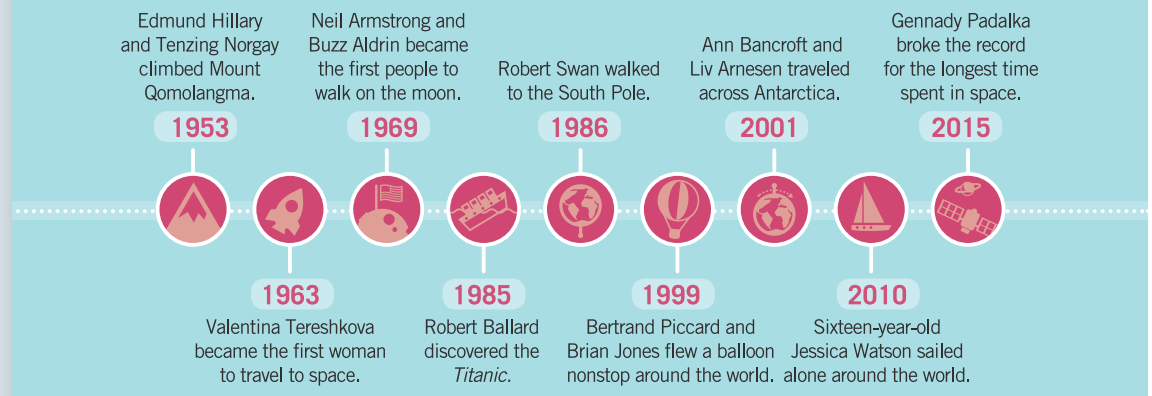 Edmund Hillary
and Tenzing Norgay
climbed Mount
Qomolangma.
1953
Valentina Tereshkova
became the first woman
to travel to space.
1963
Neil Armstrong and
Buzz Aldrin became
the first people to
walk on the moon.
1969
Robert Ballard
discovered the
Titanic.
1985
Robert Swan walked
to the South Pole.
1986
Bertrand Piccard and
Brian Jones flew a balloon
nonstop around the world.
1999
Ann Bancroft and
Liv Arnesen traveled
across Antarctica.
2001
Sixteen-year-old
Jessica Watson sailed
alone around the world.
2010
Gennady Padalka
broke the record
for the longest time
spent in space.
2015